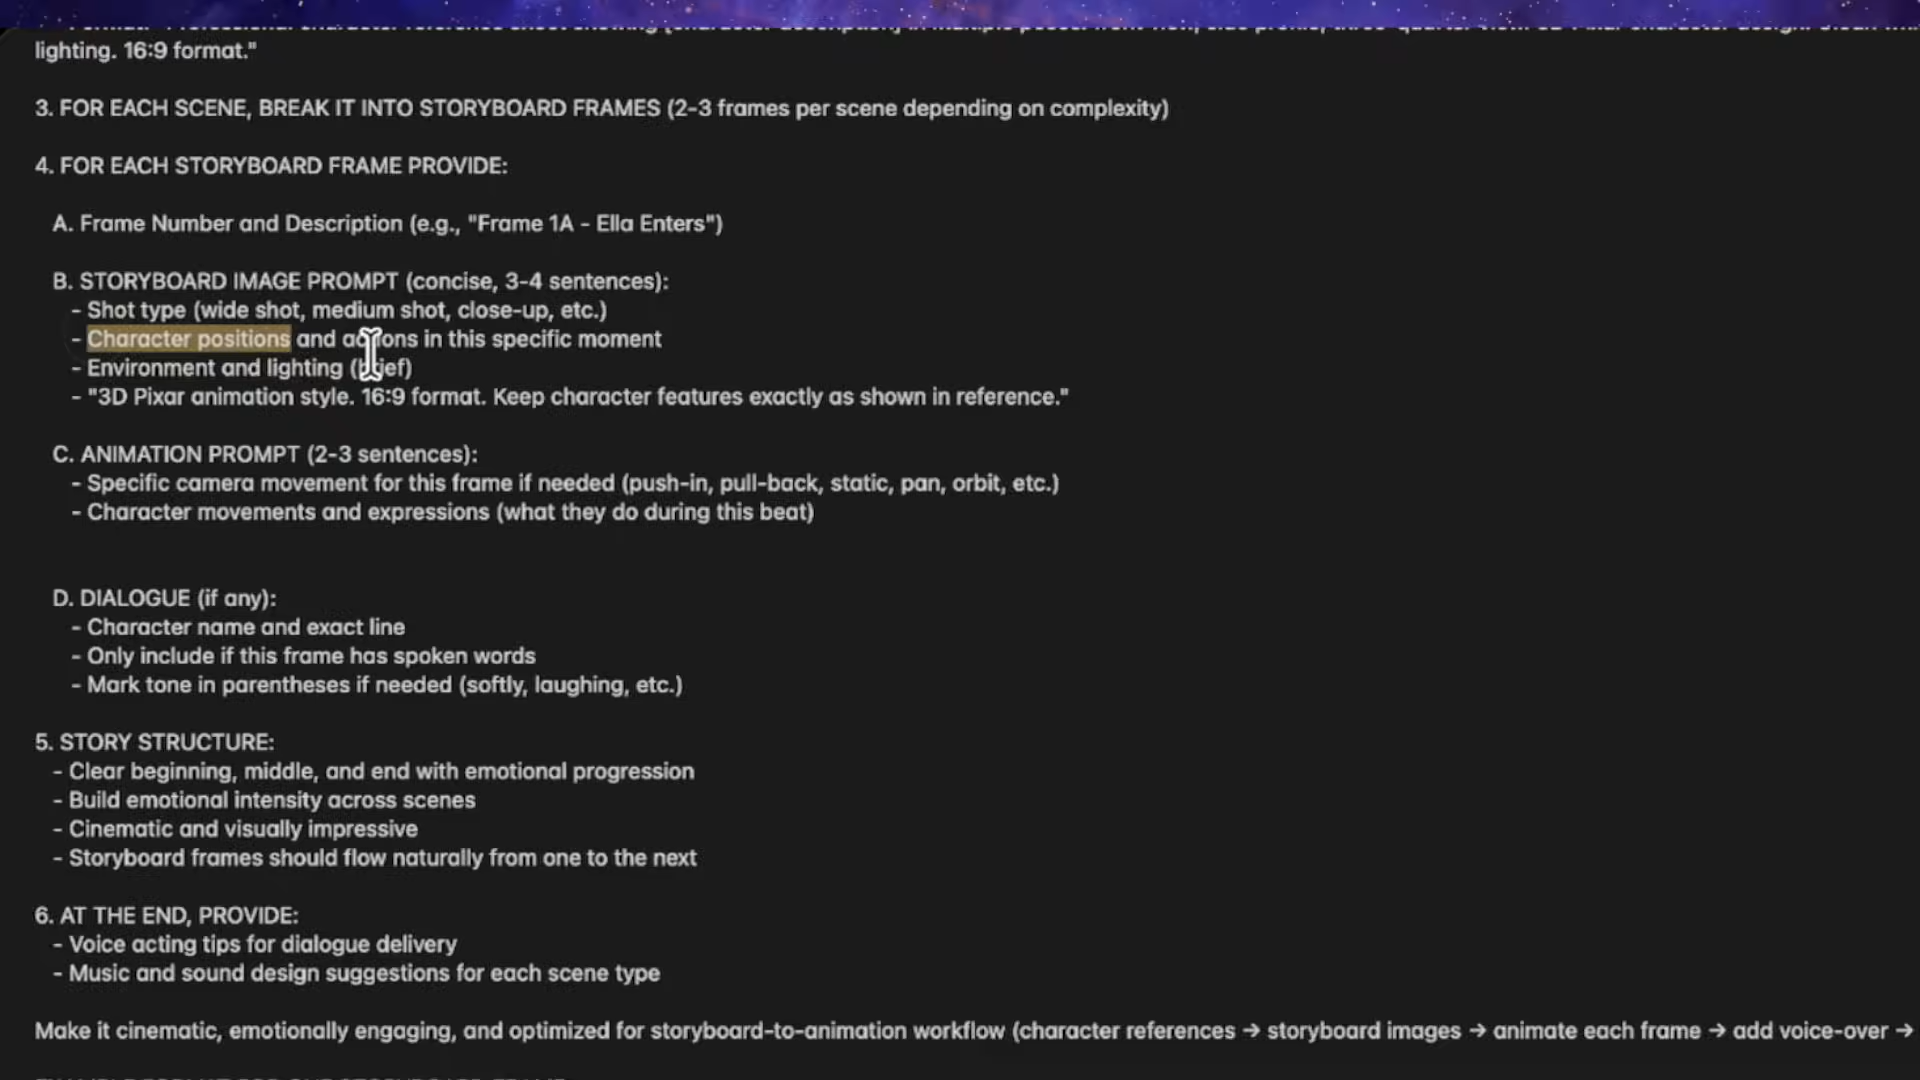 lighting. 16:9 format."
3. FOR EACH SCENE, BREAK IT INTO STORYBOARD FRAMES (2-3 frames per scene depending on complexity)
4. FOR EACH STORYBOARD FRAME PROVIDE:
A. Frame Number and Description (e.g., "Frame 1A - Ella Enters")
B. STORYBOARD IMAGE PROMPT (concise, 3-4 sentences):
- Shot type (wide shot, medium shot, close-up, etc.)
- Character positions and actions in this specific moment
- Environment and lighting (brief)
- "3D Pixar animation style. 16:9 format. Keep character features exactly as shown in reference."
C. ANIMATION PROMPT (2-3 sentences):
- Specific camera movement for this frame if needed (push-in, pull-back, static, pan, orbit, etc.)
- Character movements and expressions (what they do during this beat)
D. DIALOGUE (if any):
- Character name and exact line
- Only include if this frame has spoken words
- Mark tone in parentheses if needed (softly, laughing, etc.)
5. STORY STRUCTURE:
- Clear beginning, middle, and end with emotional progression
- Build emotional intensity across scenes
- Cinematic and visually impressive
- Storyboard frames should flow naturally from one to the next
6. AT THE END, PROVIDE:
- Voice acting tips for dialogue delivery
- Music and sound design suggestions for each scene type
Make it cinematic, emotionally engaging, and optimized for storyboard-to-animation workflow (character references → storyboard images → animate each frame → add voice-over →